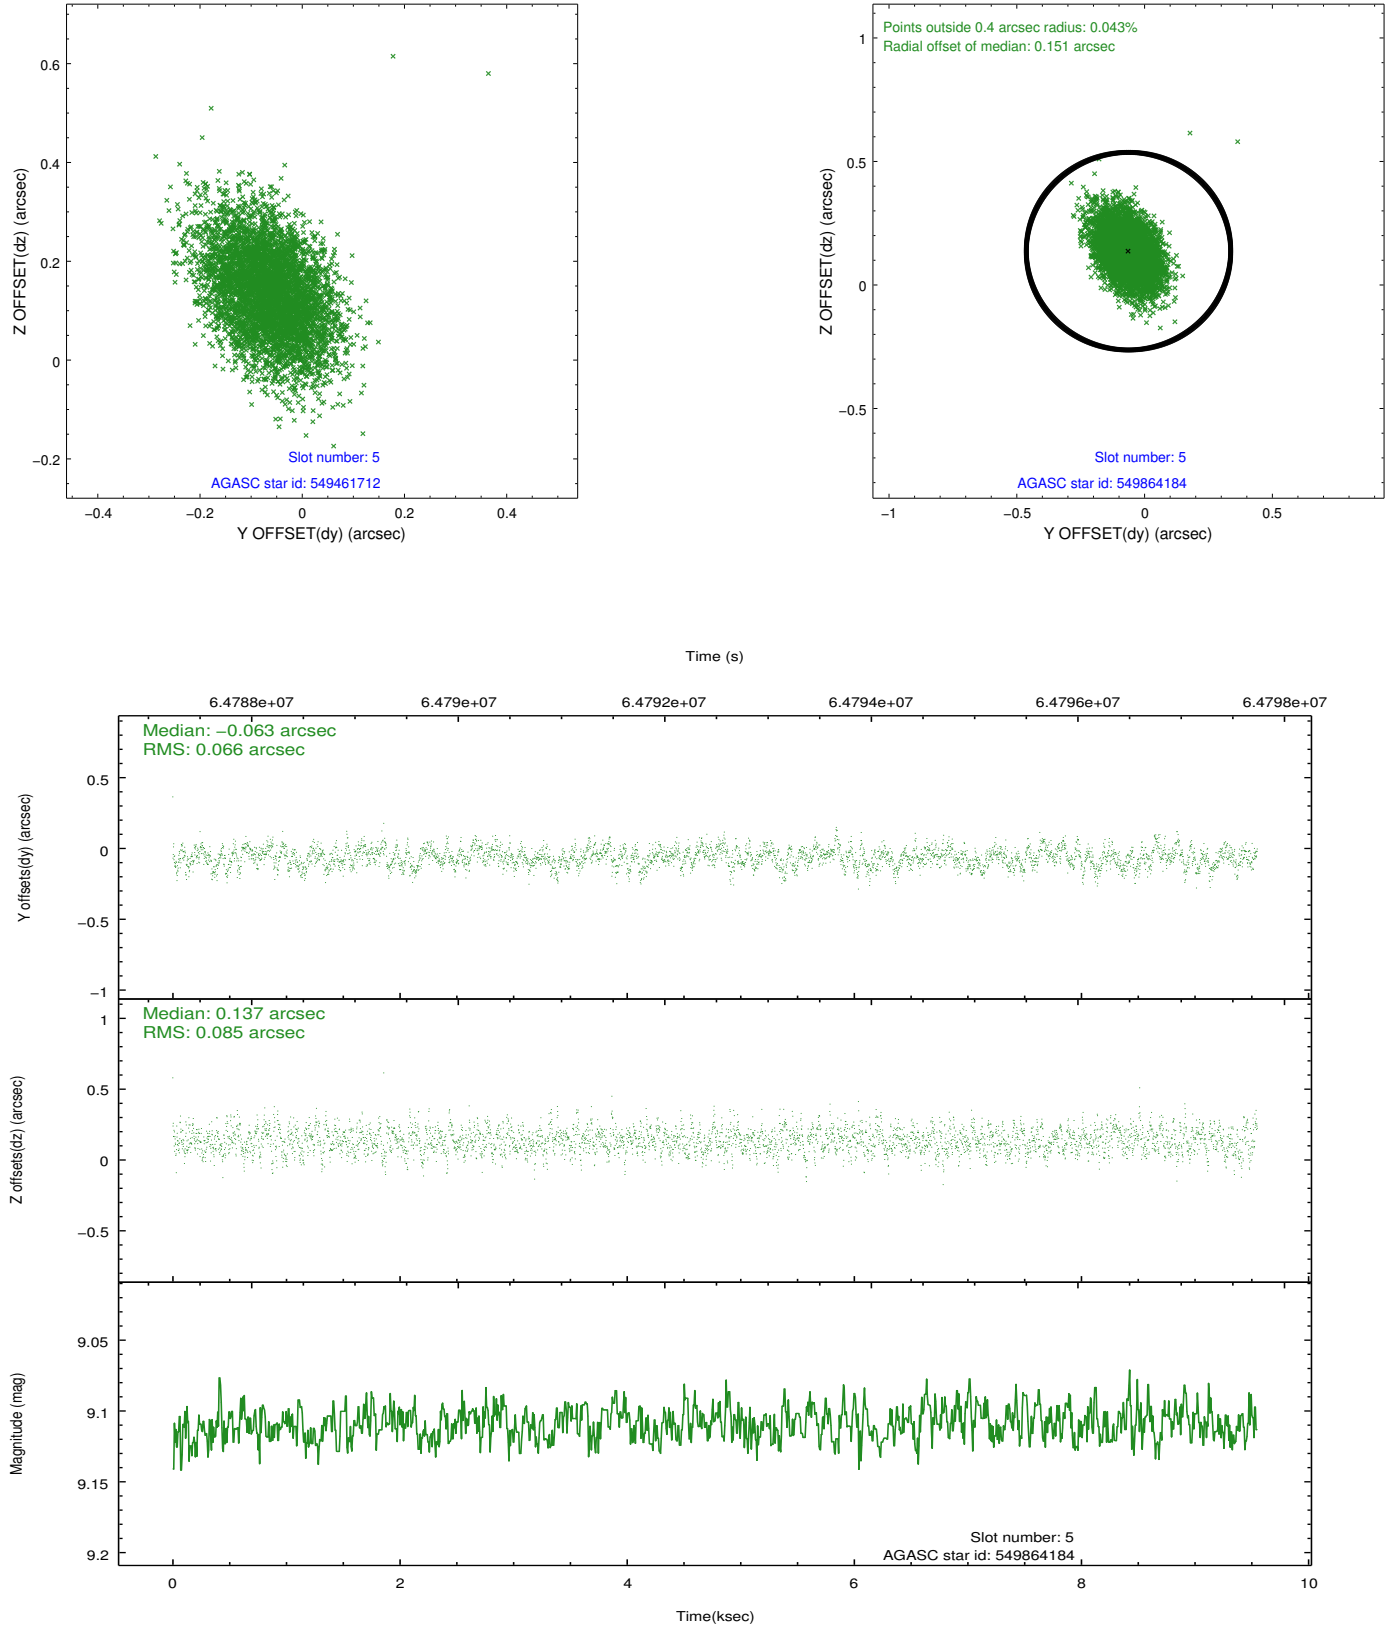 0.6
0.4
0.2
0
−0.2
Z OFFSET(dz) (arcsec)
Slot number: 5
AGASC star id: 549461712
−0.4
−0.2
0
0.2
0.4
Y OFFSET(dy) (arcsec)
Points outside 0.4 arcsec radius: 0.043%
Radial offset of median: 0.151 arcsec
1
0.5
0
−0.5
Z OFFSET(dz) (arcsec)
Slot number: 5
AGASC star id: 549864184
−1
−0.5
0
0.5
Y OFFSET(dy) (arcsec)
Time (s)
6.4788e+07
6.479e+07
6.4792e+07
6.4794e+07
6.4796e+07
6.4798e+07
Median: −0.063 arcsec
RMS: 0.066 arcsec
0.5
0
−0.5
−1
Y offsets(dy) (arcsec)
Median: 0.137 arcsec
RMS: 0.085 arcsec
1
0.5
0
−0.5
Z offsets(dz) (arcsec)
9.05
9.1
9.15
9.2
Magnitude (mag)
Slot number: 5
AGASC star id: 549864184
0
2
4
6
8
10
Time(ksec)